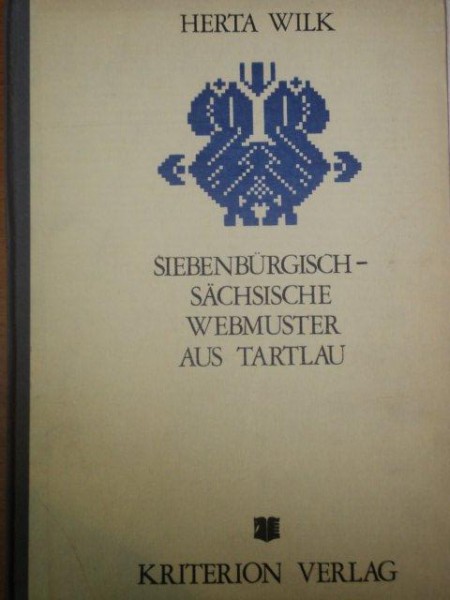 HERTA WILK
SIEBENBÜRGISCH-
SÄCHSISCHE
WEBMUSTER
AUS TARTLAU
KRITERION VERLAG